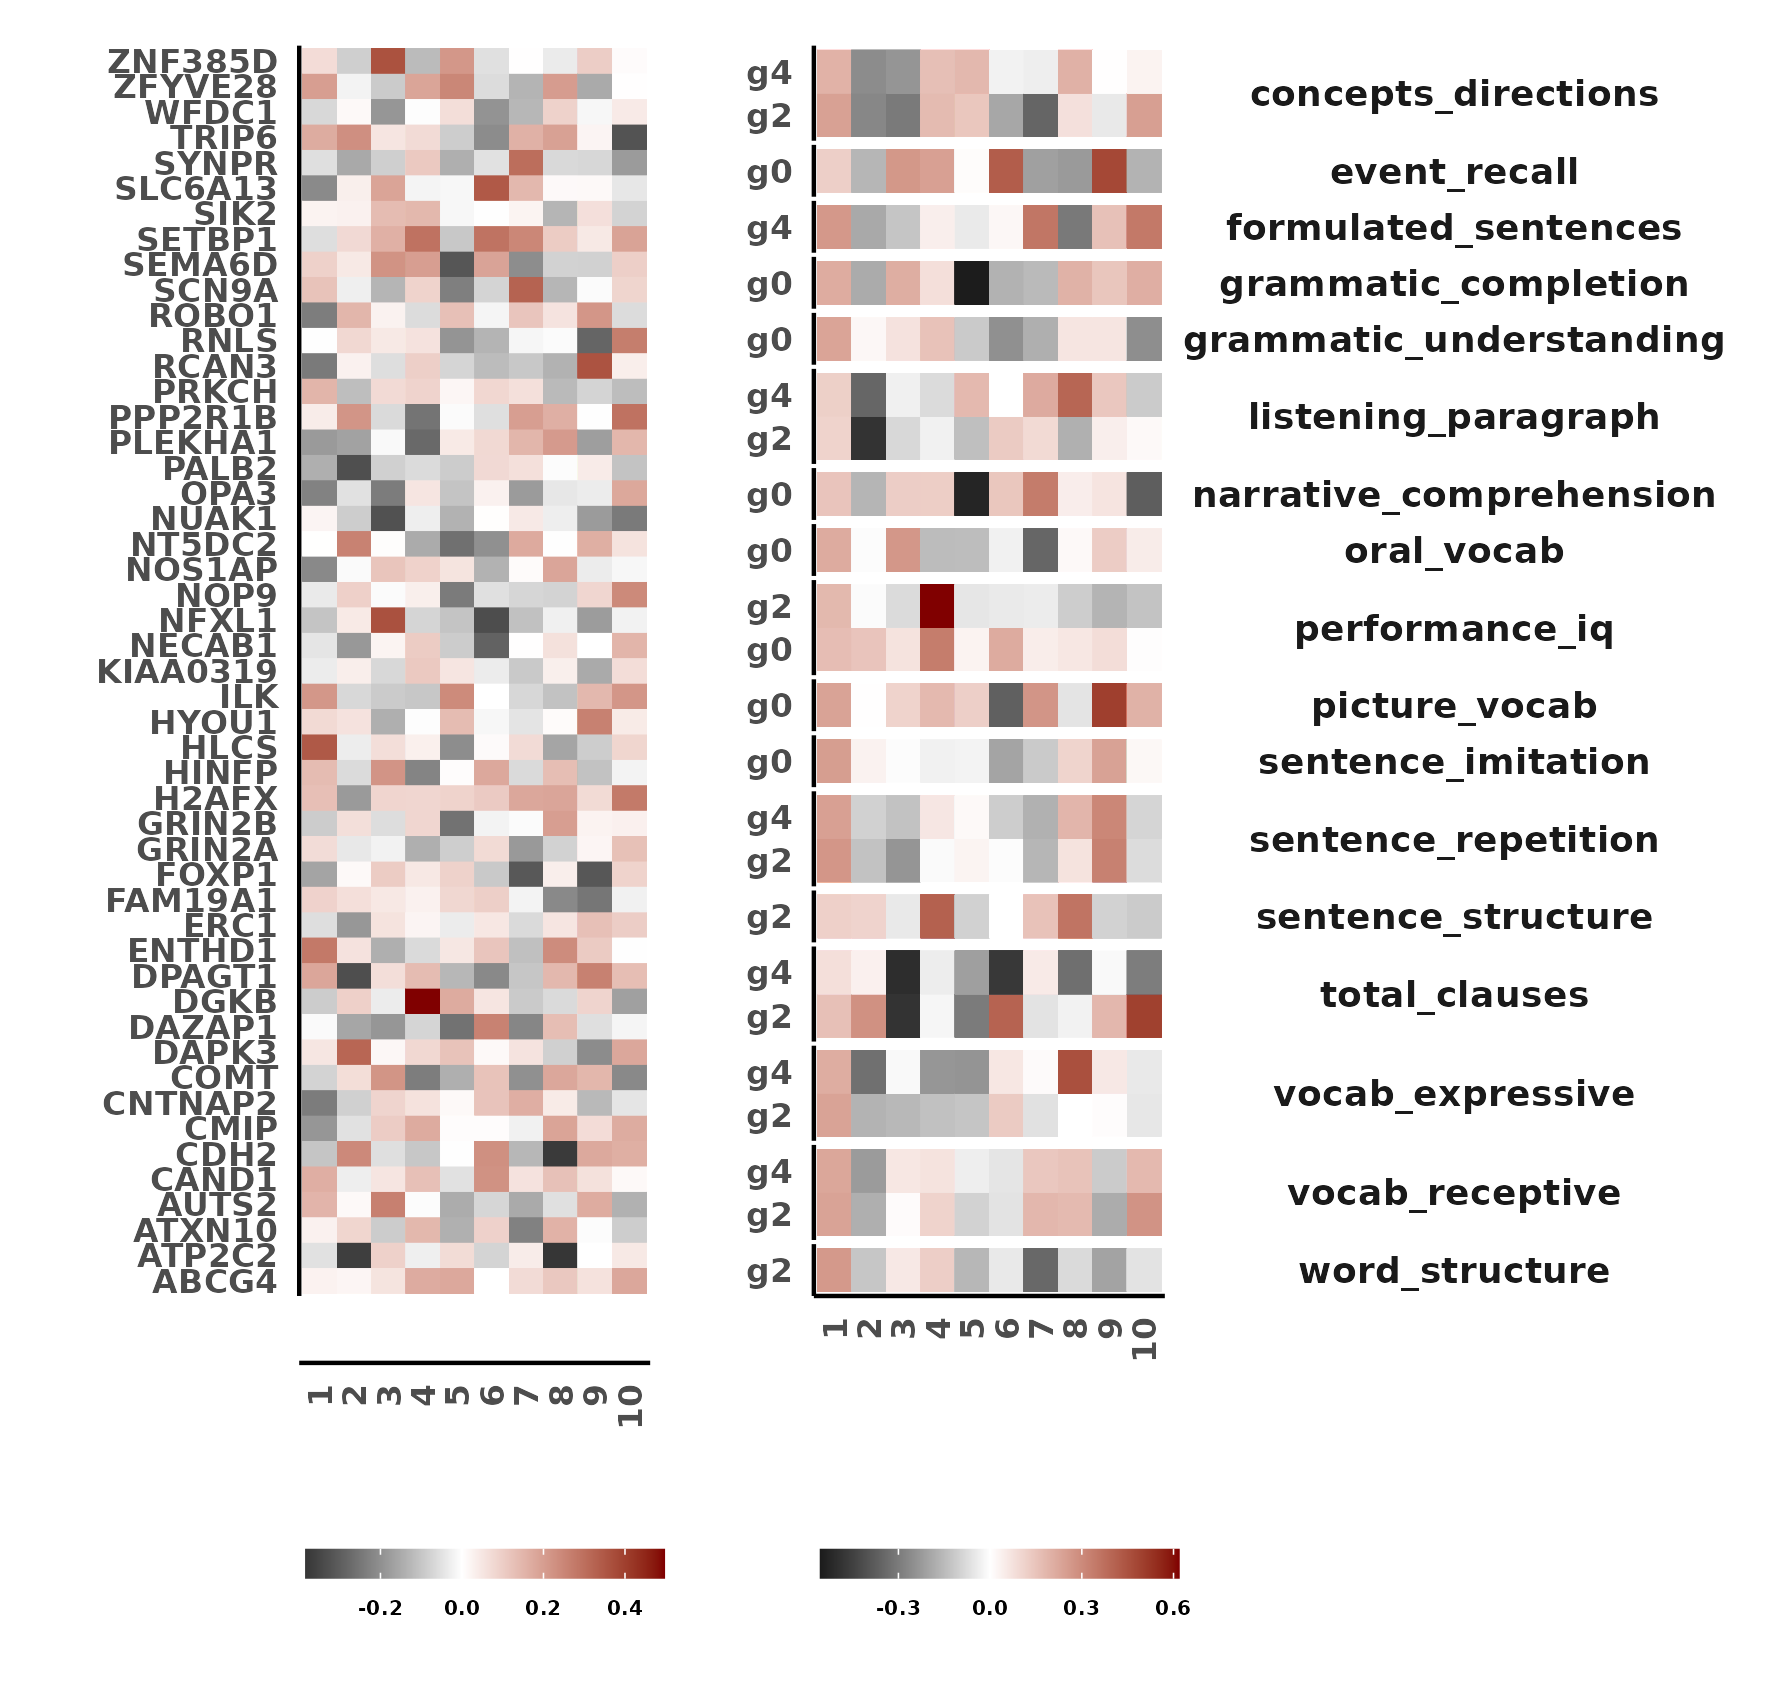 ZNF385D
ZFYVE28
WFDC1
TRIP6
SYNPR
SLC6A13
SIK2
SETBP1
SEMA6D
SCN9A
ROBO1
RNLS
RCAN3
PRKCH
PPP2R1B
PLEKHA1
PALB2
OPA3
NUAK1
NT5DC2
NOS1AP
NOP9
NFXL1
NECAB1
KIAA0319
ILK
HYOU1
HLCS
HINFP
H2AFX
GRIN2B
GRIN2A
FOXP1
FAM19A1
ERC1
ENTHD1
DPAGT1
DGKB
DAZAP1
DAPK3
COMT
CNTNAP2
CMIP
CDH2
CAND1
AUTS2
ATXN10
ATP2C2
ABCG4
1 2 3 4 5 6 7 8 9 10
-0.2 0.0 0.2 0.4
g4
g2
concepts_directions
g0
event_recall
g4
formulated_sentences
g0
grammatic_completion
g0
grammatic_understanding
g4
g2
listening_paragraph
g0
narrative_comprehension
g0
oral_vocab
g2
g0
performance_iq
g0
picture_vocab
g0
sentence_imitation
g4
g2
sentence_repetition
g2
sentence_structure
g4
g2
total_clauses
g4
g2
vocab_expressive
g4
g2
vocab_receptive
g2
word_structure
1 2 3 4 5 6 7 8 9 10
-0.3 0.0 0.3 0.6